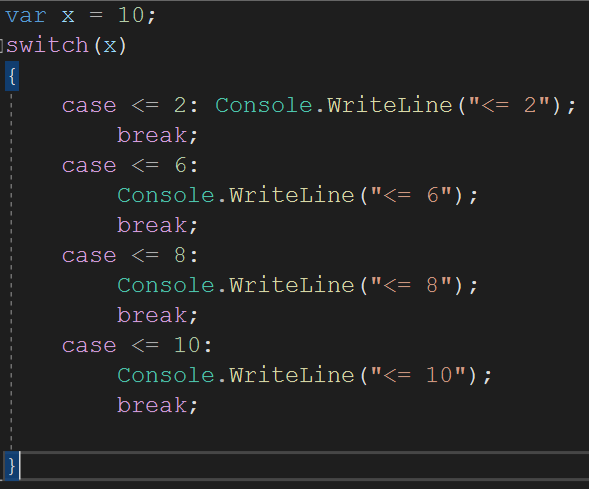 var x = 10;
switch(x)
{
    case <= 2: Console.WriteLine("<= 2");
        break;
    case <= 6:
        Console.WriteLine("<= 6");
        break;
    case <= 8:
        Console.WriteLine("<= 8");
        break;
    case <= 10:
        Console.WriteLine("<= 10");
        break;
}